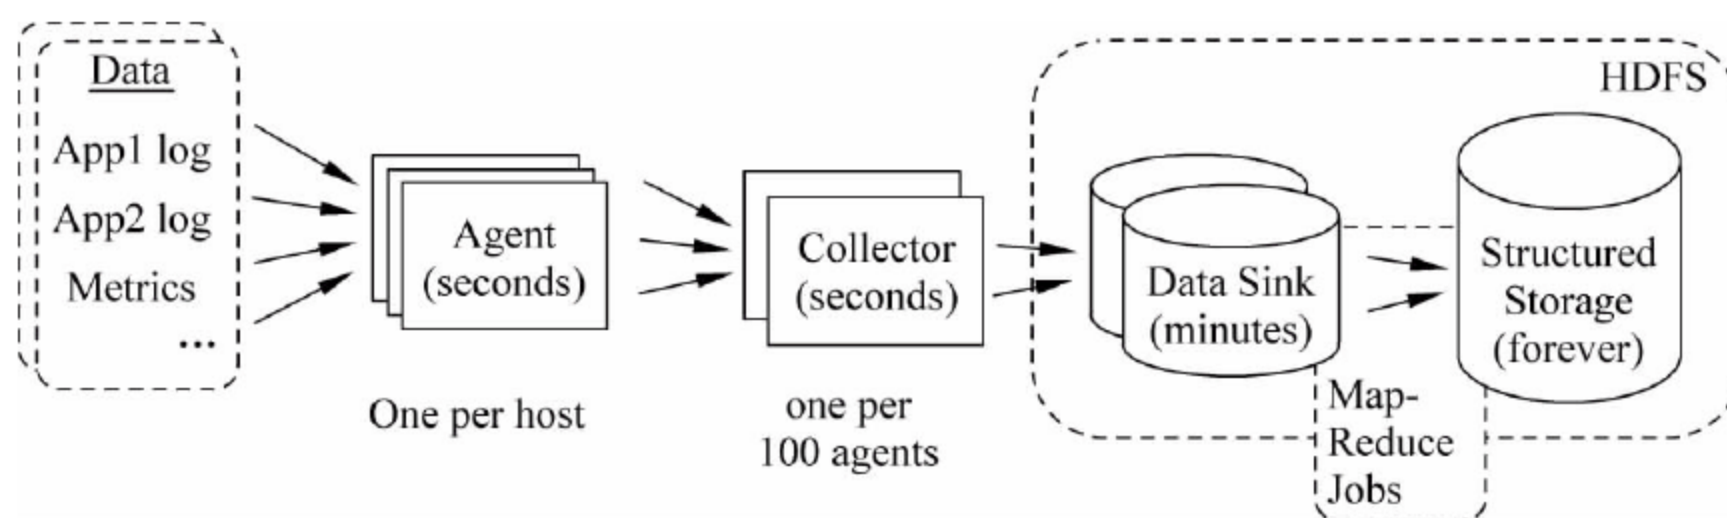 Data
App1 log
App2 log
Metrics
...
Agent
(seconds)
One per host
Collector
(seconds)
one per
100 agents
HDFS
Data Sink
(minutes)
Structured
Storage
(forever)
Map-
Reduce
Jobs